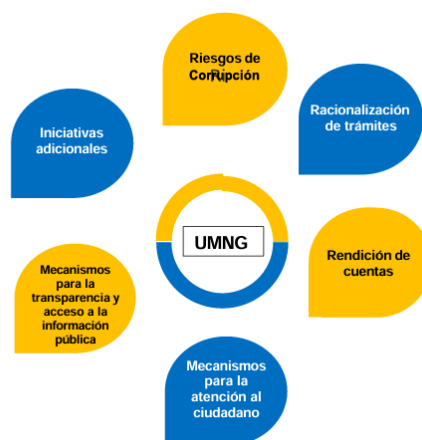 Riesgos de
Corrupción
Racionalización
de trámites
Iniciativas
adicionales
UMNG
Rendición de
cuentas
Mecanismos
para la
transparencia y
acceso a la
información
pública
Mecanismos
para la
atención al
ciudadano